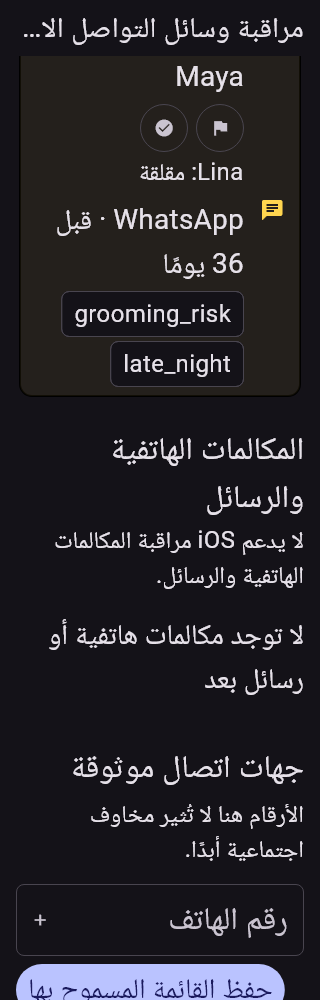 مراقبة وسائل التواصل الا...
Maya
Lina: مقلقة
WhatsApp · قبل
36 يومًا
grooming_risk
late_night
المكالمات الهاتفية
والرسائل
لا يدعم iOS مراقبة المكالمات
الهاتفية والرسائل.
لا توجد مكالمات هاتفية أو
رسائل بعد
جهات اتصال موثوقة
الأرقام هنا لا تُثير مخاوف
اجتماعية أبدًا.
رقم الهاتف
+
حفظ القائمة المسموح بها